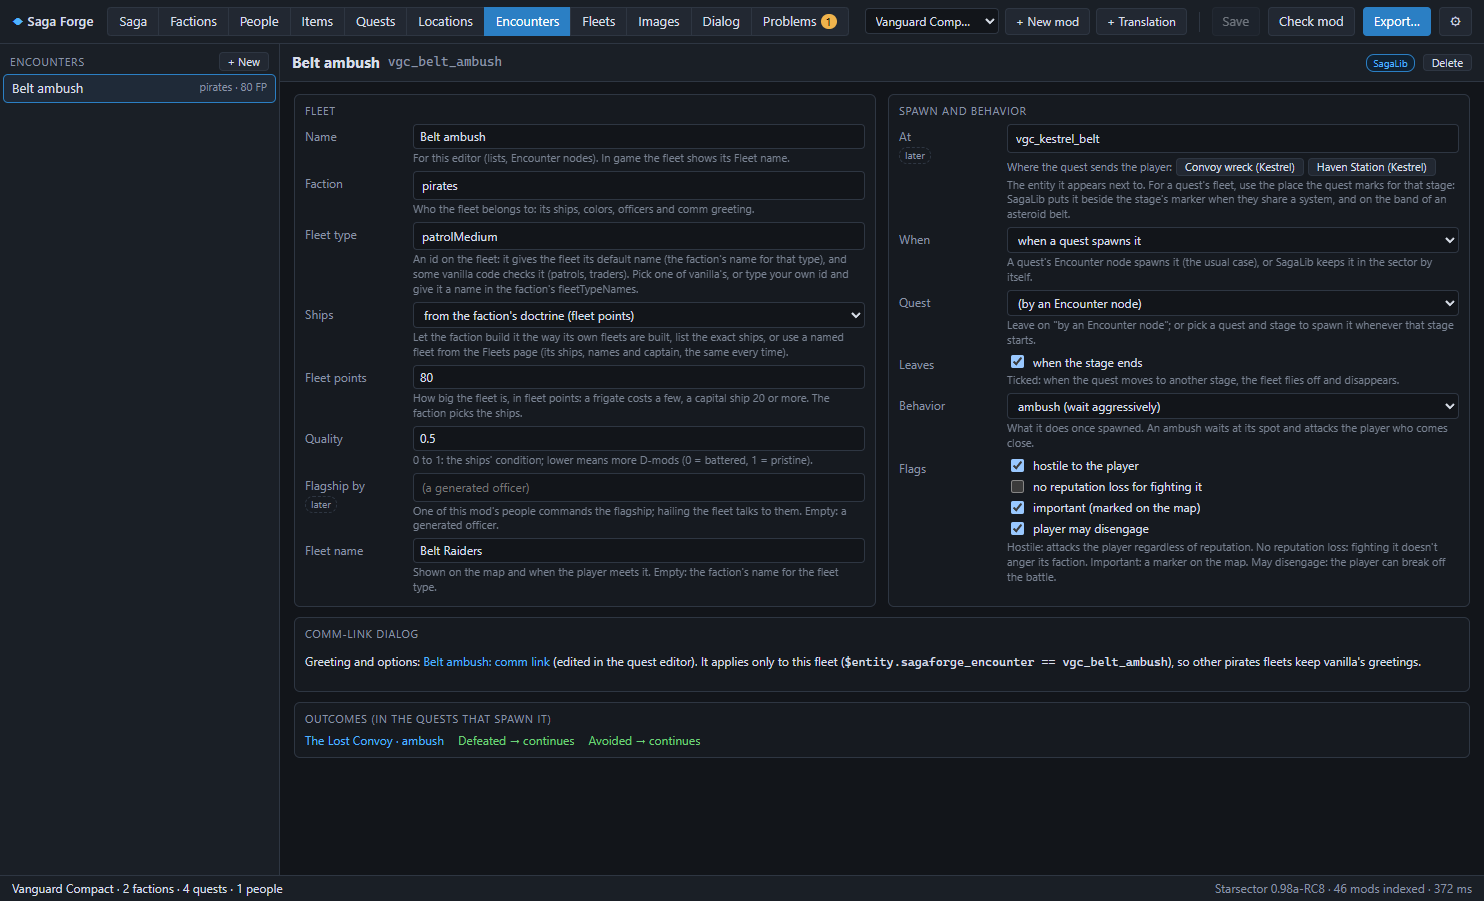 Saga Forge Saga Factions People Items Quests Locations Encounters Fleets Images Dialog Problems 1 Vanguard Comp... + New mod + Translation Save Check mod Export...
ENCOUNTERS + New
Belt ambush pirates · 80 FP
Belt ambush vgc_belt_ambush SagaLib Delete
FLEET
Name Belt ambush
For this editor (lists, Encounter nodes). In game the fleet shows its Fleet name.
Faction pirates
Who the fleet belongs to: its ships, colors, officers and comm greeting.
Fleet type patrolMedium
An id on the fleet: it gives the fleet its default name (the faction's name for that type), and
some vanilla code checks it (patrols, traders). Pick one of vanilla's, or type your own id and
give it a name in the faction's fleetTypeNames.
Ships from the faction's doctrine (fleet points)
Let the faction build it the way its own fleets are built, list the exact ships, or use a named
fleet from the Fleets page (its ships, names and captain, the same every time).
Fleet points 80
How big the fleet is, in fleet points: a frigate costs a few, a capital ship 20 or more. The
faction picks the ships.
Quality 0.5
0 to 1: the ships' condition; lower means more D-mods (0 = battered, 1 = pristine).
Flagship by (a generated officer)
later
One of this mod's people commands the flagship; hailing the fleet talks to them. Empty: a
generated officer.
Fleet name Belt Raiders
Shown on the map and when the player meets it. Empty: the faction's name for the fleet
type.
SPAWN AND BEHAVIOR
At vgc_kestrel_belt
later
Where the quest sends the player: Convoy wreck (Kestrel) Haven Station (Kestrel)
The entity it appears next to. For a quest's fleet, use the place the quest marks for that stage:
SagaLib puts it beside the stage's marker when they share a system, and on the band of an
asteroid belt.
When when a quest spawns it
A quest's Encounter node spawns it (the usual case), or SagaLib keeps it in the sector by
itself.
Quest (by an Encounter node)
Leave on "by an Encounter node"; or pick a quest and stage to spawn it whenever that stage
starts.
Leaves when the stage ends
Ticked: when the quest moves to another stage, the fleet flies off and disappears.
Behavior ambush (wait aggressively)
What it does once spawned. An ambush waits at its spot and attacks the player who comes
close.
Flags hostile to the player
no reputation loss for fighting it
important (marked on the map)
player may disengage
Hostile: attacks the player regardless of reputation. No reputation loss: fighting it doesn't
anger its faction. Important: a marker on the map. May disengage: the player can break off
the battle.
COMM-LINK DIALOG
Greeting and options: Belt ambush: comm link (edited in the quest editor). It applies only to this fleet ($entity.sagaforge_encounter == vgc_belt_ambush), so other pirates fleets keep vanilla's greetings.
OUTCOMES (IN THE QUESTS THAT SPAWN IT)
The Lost Convoy · ambush Defeated → continues Avoided → continues
Vanguard Compact · 2 factions · 4 quests · 1 people Starsector 0.98a-RC8 · 46 mods indexed · 372 ms